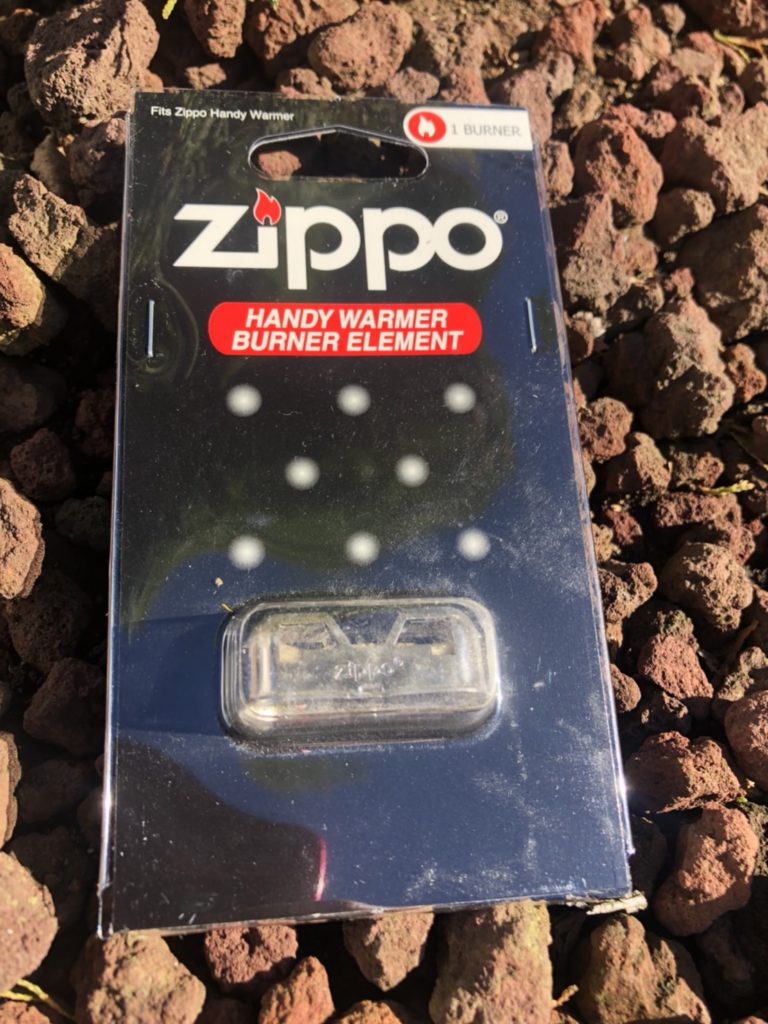 Fits Zippo Handy Warmer
1 BURNER
zippo®
HANDY WARMER
BURNER ELEMENT
zippo®